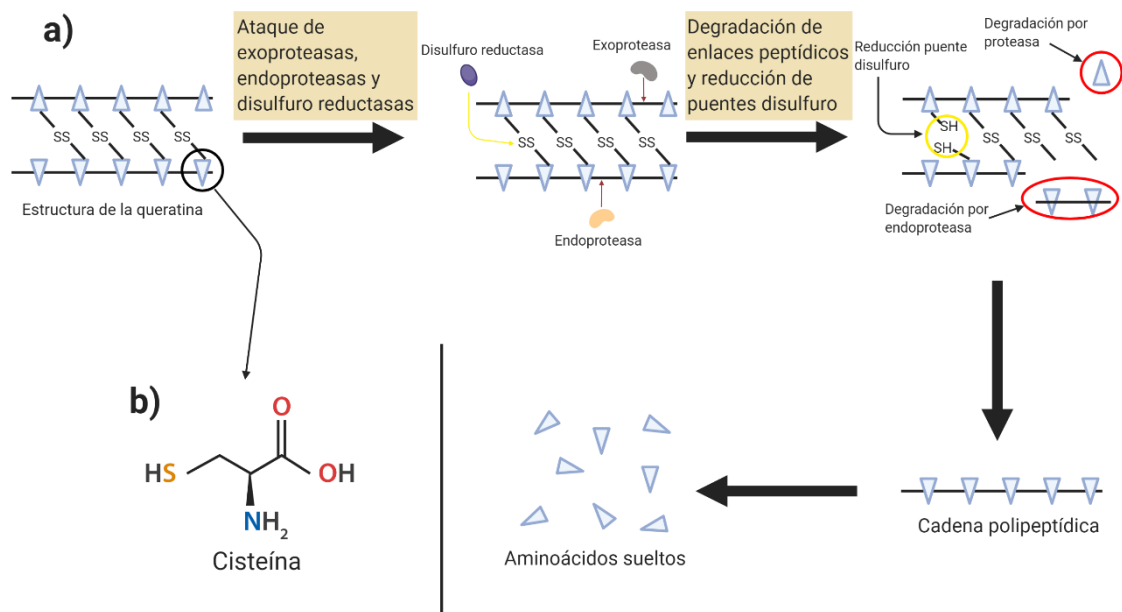 a)
Ataque de
exoproteasas,
endoproteasas y
disulfuro reductasas
SS
SS
SS
SS
Estructura de la queratina
Disulfuro reductasa
Exoproteasa
SS
SS
SS
SS
Endoproteasa
Degradación de
enlaces peptídicos
y reducción de
puentes disulfuro
Degradación por
proteasa
Reducción puente
disulfuro
SH
SH
SS
SS
SS
Degradación por
endoproteasa
b)
O
HS
OH
NH2
Cisteína
Aminoácidos sueltos
Cadena polipeptídica